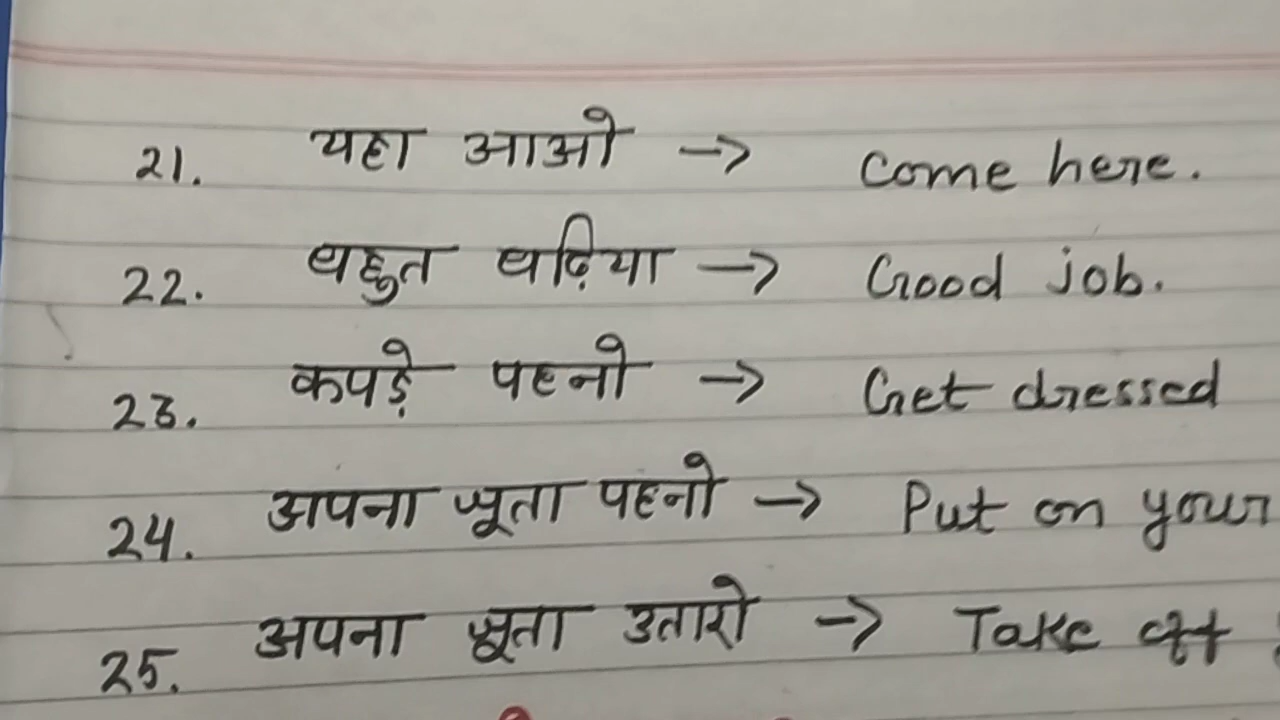 21. यहा आओ → Come here.
22. बहुत बढ़िया → Good job.
23. कपड़े पहनो → Get dressed
24. अपना जूता पहनो → Put on your
25. अपना जूता उतारो → Take off